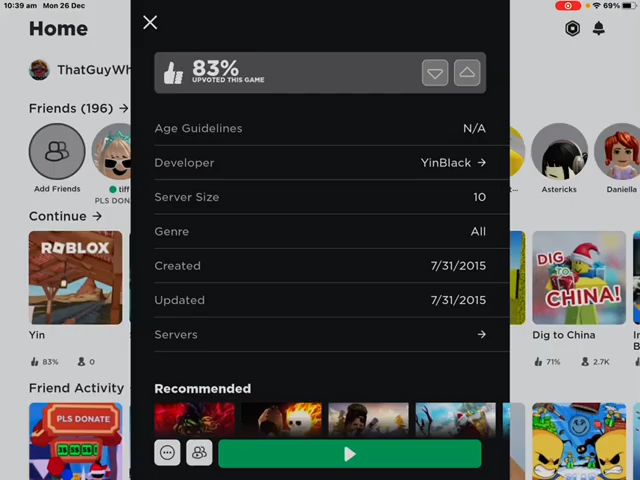 10:39 am Mon 26 Dec
69%
Home
ThatGuyWh
Friends (196) →
Add Friends
tiff
PLS DON
Astericks
Daniella
Continue →
ROBLOX
Yin
83% 0
DIG TO CHINA!
Dig to China
71% 2.7K
Friend Activity
PLS DONATE
83%
UPVOTED THIS GAME
Age Guidelines N/A
Developer YinBlack →
Server Size 10
Genre All
Created 7/31/2015
Updated 7/31/2015
Servers →
Recommended